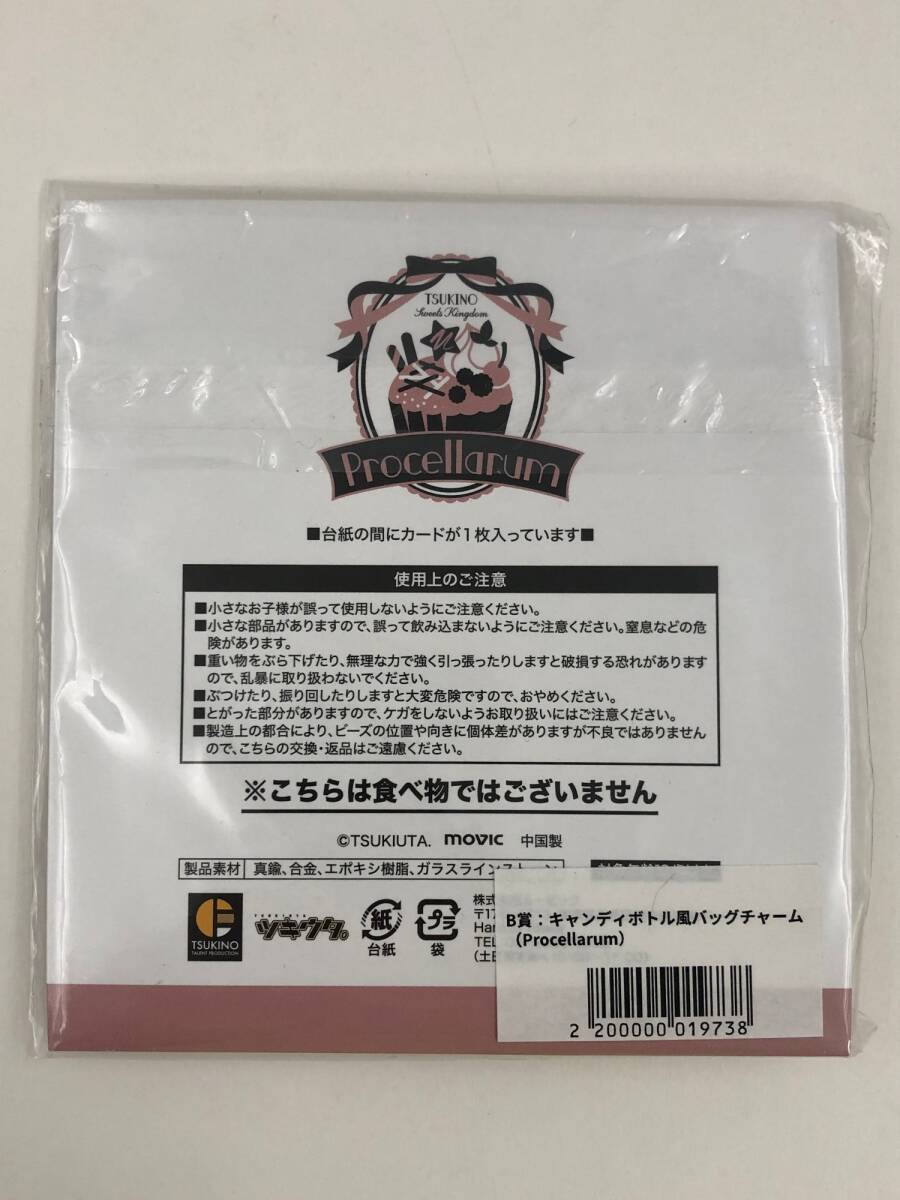 TSUKINO
Sweets Kingdom
Procellarum
■台紙の間にカードが1枚入っています■
使用上のご注意
■小さなお子様が誤って使用しないようにご注意ください。
■小さな部品がありますので、誤って飲み込まないようにご注意ください。窒息などの危
険があります。
■重い物をぶら下げたり、無理な力で強く引っ張ったりしますと破損する恐れがあります
ので、乱暴に取り扱わないでください。
■ぶつけたり、振り回したりしますと大変危険ですので、おやめください。
■とがった部分がありますので、ケガをしないようお取り扱いにはご注意ください。
■製造上の都合により、ビーズの位置や向きに個体差がありますが不良ではありません
ので、こちらの交換・返品はご遠慮ください。
※こちらは食べ物ではございません
©TSUKIUTA. movic 中国製
製品素材 真鍮、合金、エポキシ樹脂、ガラスラインストーン
TSUKINO
TALENT PRODUCTION
ツキウタ。
紙
台紙
プラ
袋
株式
〒17
Har
TEL
(土
B賞：キャンディボトル風バッグチャーム
（Procellarum）
2 200000 019738